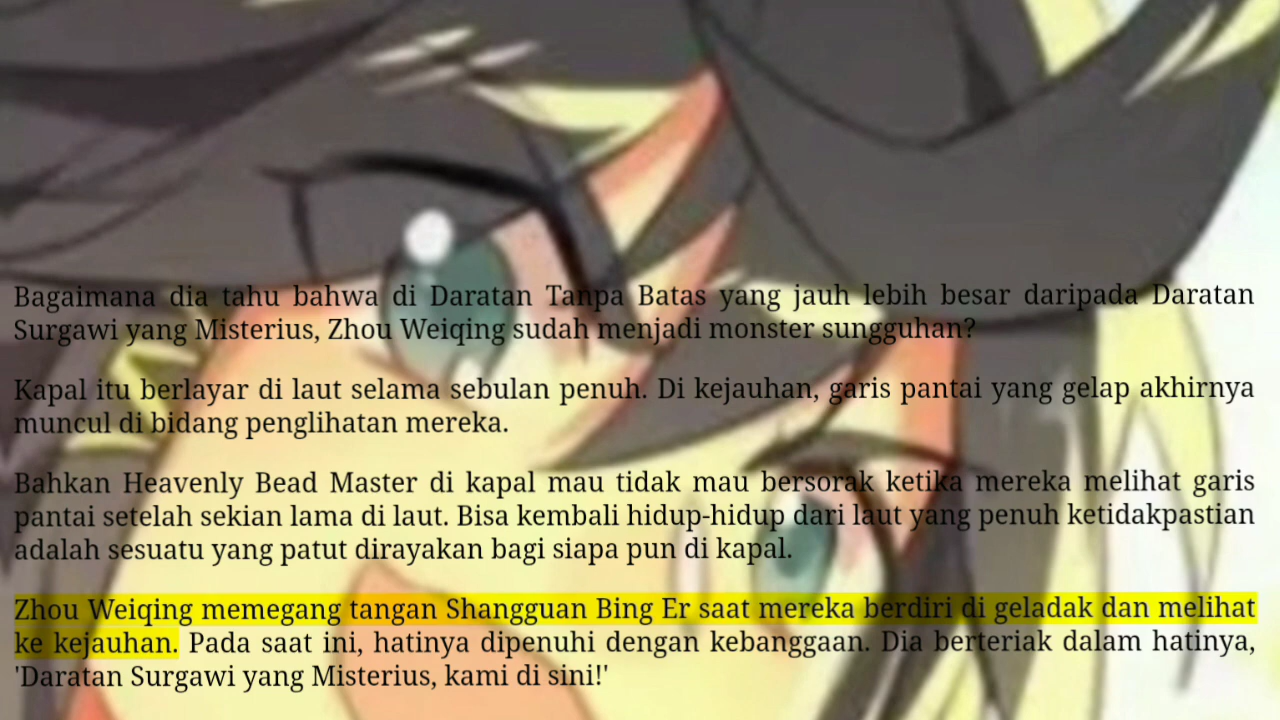 Bagaimana dia tahu bahwa di Daratan Tanpa Batas yang jauh lebih besar daripada Daratan
Surgawi yang Misterius, Zhou Weiqing sudah menjadi monster sungguhan?
Kapal itu berlayar di laut selama sebulan penuh. Di kejauhan, garis pantai yang gelap akhirnya
muncul di bidang penglihatan mereka.
Bahkan Heavenly Bead Master di kapal mau tidak mau bersorak ketika mereka melihat garis
pantai setelah sekian lama di laut. Bisa kembali hidup-hidup dari laut yang penuh ketidakpastian
adalah sesuatu yang patut dirayakan bagi siapa pun di kapal.
Zhou Weiqing memegang tangan Shangguan Bing Er saat mereka berdiri di geladak dan melihat
ke kejauhan. Pada saat ini, hatinya dipenuhi dengan kebanggaan. Dia berteriak dalam hatinya,
'Daratan Surgawi yang Misterius, kami di sini!'